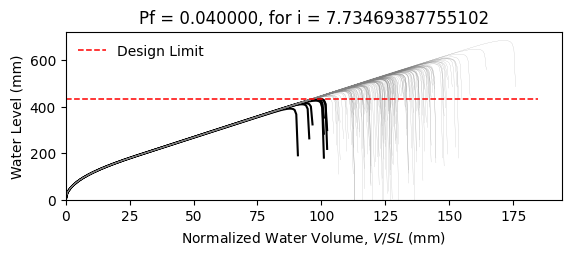 Pf = 0.040000, for i = 7.73469387755102
Design Limit
Water Level (mm)
600
400
200
0
0 25 50 75 100 125 150 175
Normalized Water Volume, V/SL (mm)